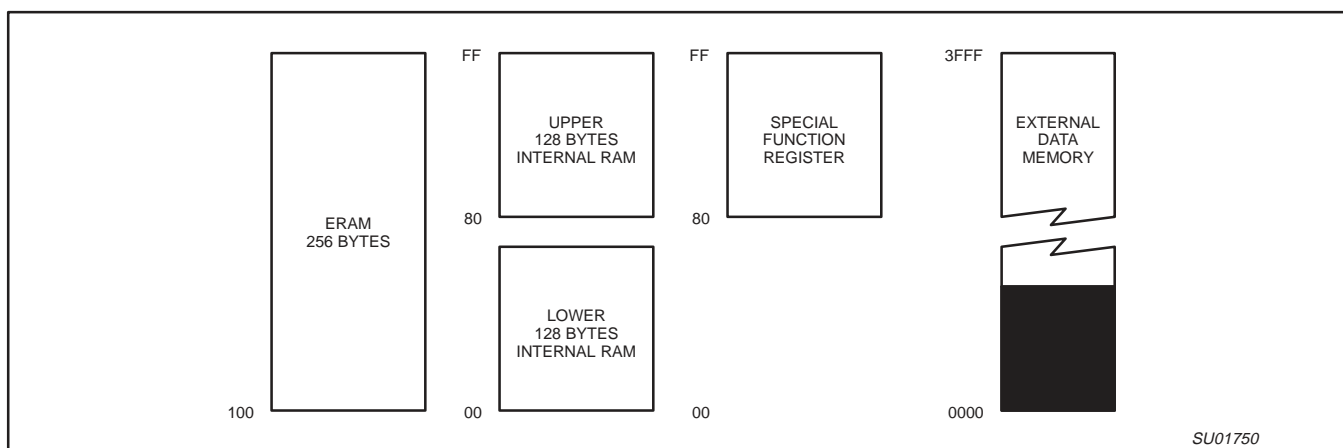 FF
FF
3FFF
UPPER
128 BYTES
INTERNAL RAM
SPECIAL
FUNCTION
REGISTER
EXTERNAL
DATA
MEMORY
ERAM
256 BYTES
80
80
LOWER
128 BYTES
INTERNAL RAM
100
00
00
0000
SU01750